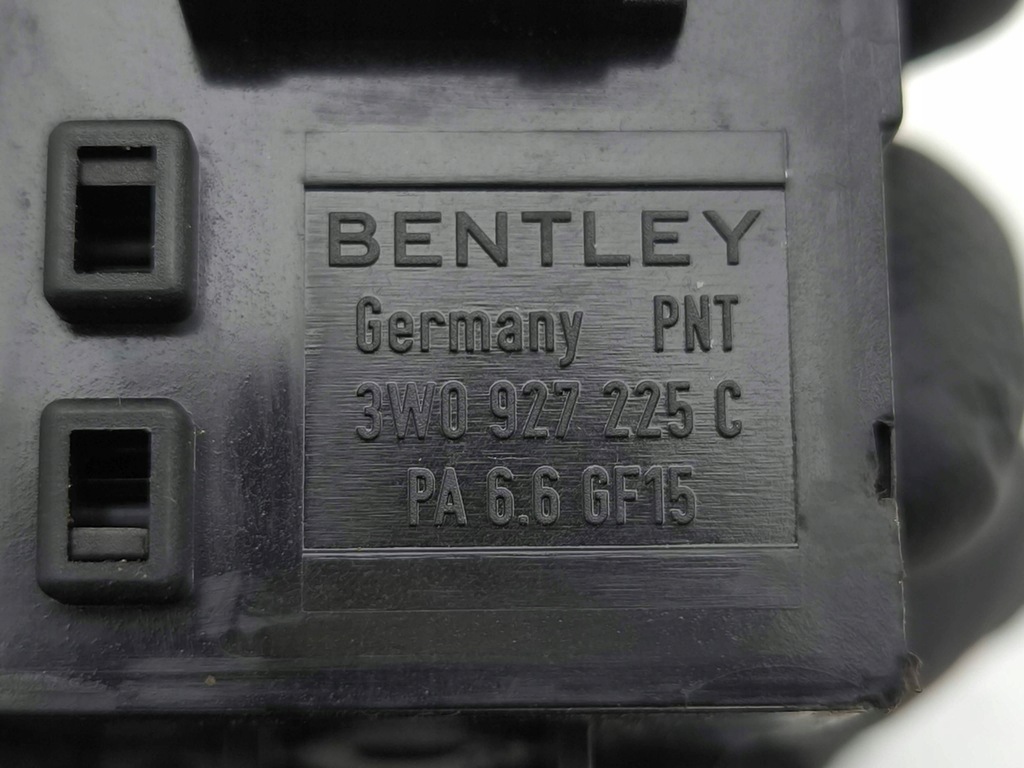 BENTLEY
Germany PNT
3W0 927 225 C
PA 6.6 GF15